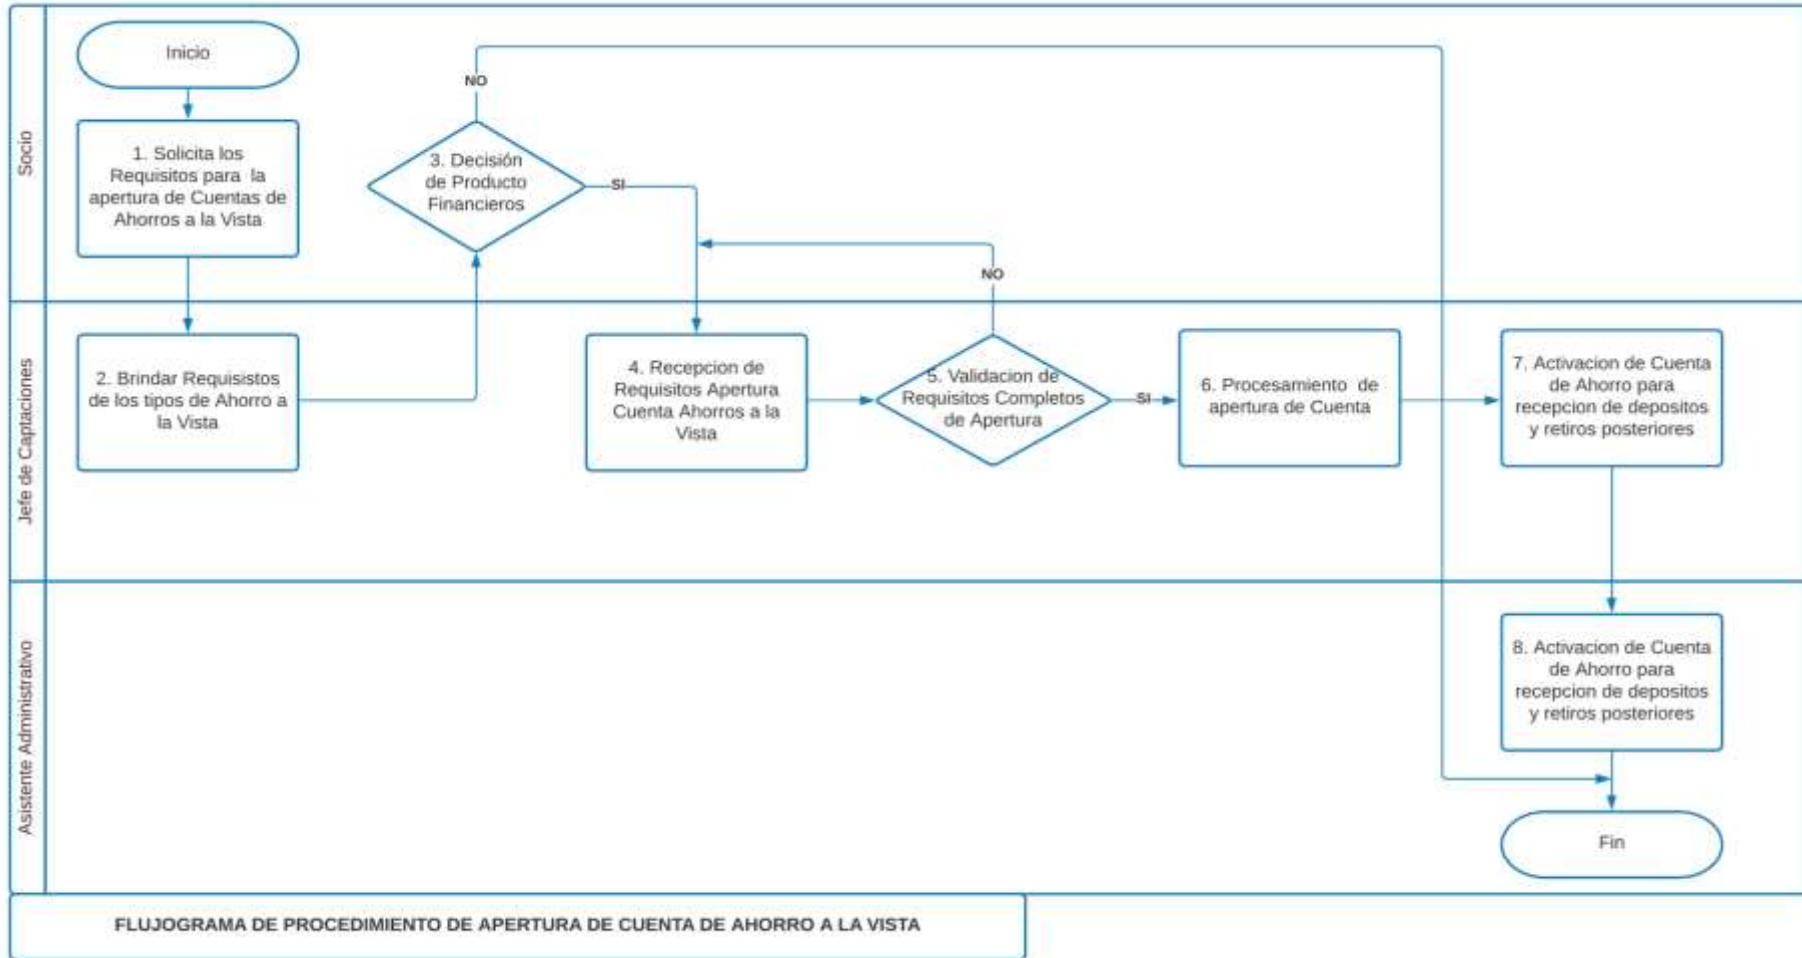 Socio
Inicio
1. Solicita los
Requisitos para la
apertura de Cuentas de
Ahorros a la Vista
NO
3. Decisión
de Producto
Financieros
SI
NO
Jefe de Captaciones
2. Brindar Requisistos
de los tipos de Ahorro a
la Vista
4. Recepcion de
Requisitos Apertura
Cuenta Ahorros a la
Vista
5. Validacion de
Requisitos Completos
de Apertura
SI
6. Procesamiento de
apertura de Cuenta
7. Activacion de Cuenta
de Ahorro para
recepcion de depositos
y retiros posteriores
Asistente Administrativo
8. Activacion de Cuenta
de Ahorro para
recepcion de depositos
y retiros posteriores
Fin
FLUJOGRAMA DE PROCEDIMIENTO DE APERTURA DE CUENTA DE AHORRO A LA VISTA